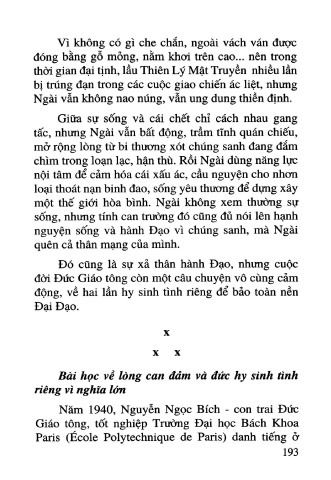 Vì không có gì che chắn, ngoài vách ván được
đóng bằng gỗ mỏng, nằm khơi trên cao... nên trong
thời gian đại tịnh, lầu Thiên Lý Mật Truyền nhiều lần
bị trúng đạn trong các cuộc giao chiến ác liệt, nhưng
Ngài vẫn không nao núng, vẫn ung dung thiền định.
Giữa sự sống và cái chết chỉ cách nhau gang
tấc, nhưng Ngài vẫn bất động, trầm tĩnh quán chiếu,
mở rộng lòng từ bi thương xót chúng sanh đang đắm
chìm trong loạn lạc, hận thù. Rồi Ngài dùng năng lực
nội tâm để cảm hóa cái xấu ác, cầu nguyện cho nhơn
loại thoát nạn binh đao, sống yêu thương để dựng xây
một thế giới hòa bình. Ngài không xem thường sự
sống, nhưng tính can trường đó cũng đủ nói lên hạnh
nguyện sống và hành Đạo vì chúng sanh, mà Ngài
quên cả thân mạng của mình.
Đó cũng là sự xả thân hành Đạo, nhưng cuộc
đời Đức Giáo tông còn một câu chuyện vô cùng cảm
động, về hai lần hy sinh tình riêng để bảo toàn nền
Đại Đạo.
x
x x
Bài học về lòng can đảm và đức hy sinh tình
riêng vì nghĩa lớn
Năm 1940, Nguyễn Ngọc Bích - con trai Đức
Giáo tông, tốt nghiệp Trường Đại học Bách Khoa
Paris (École Polytechnique de Paris) danh tiếng ở
193